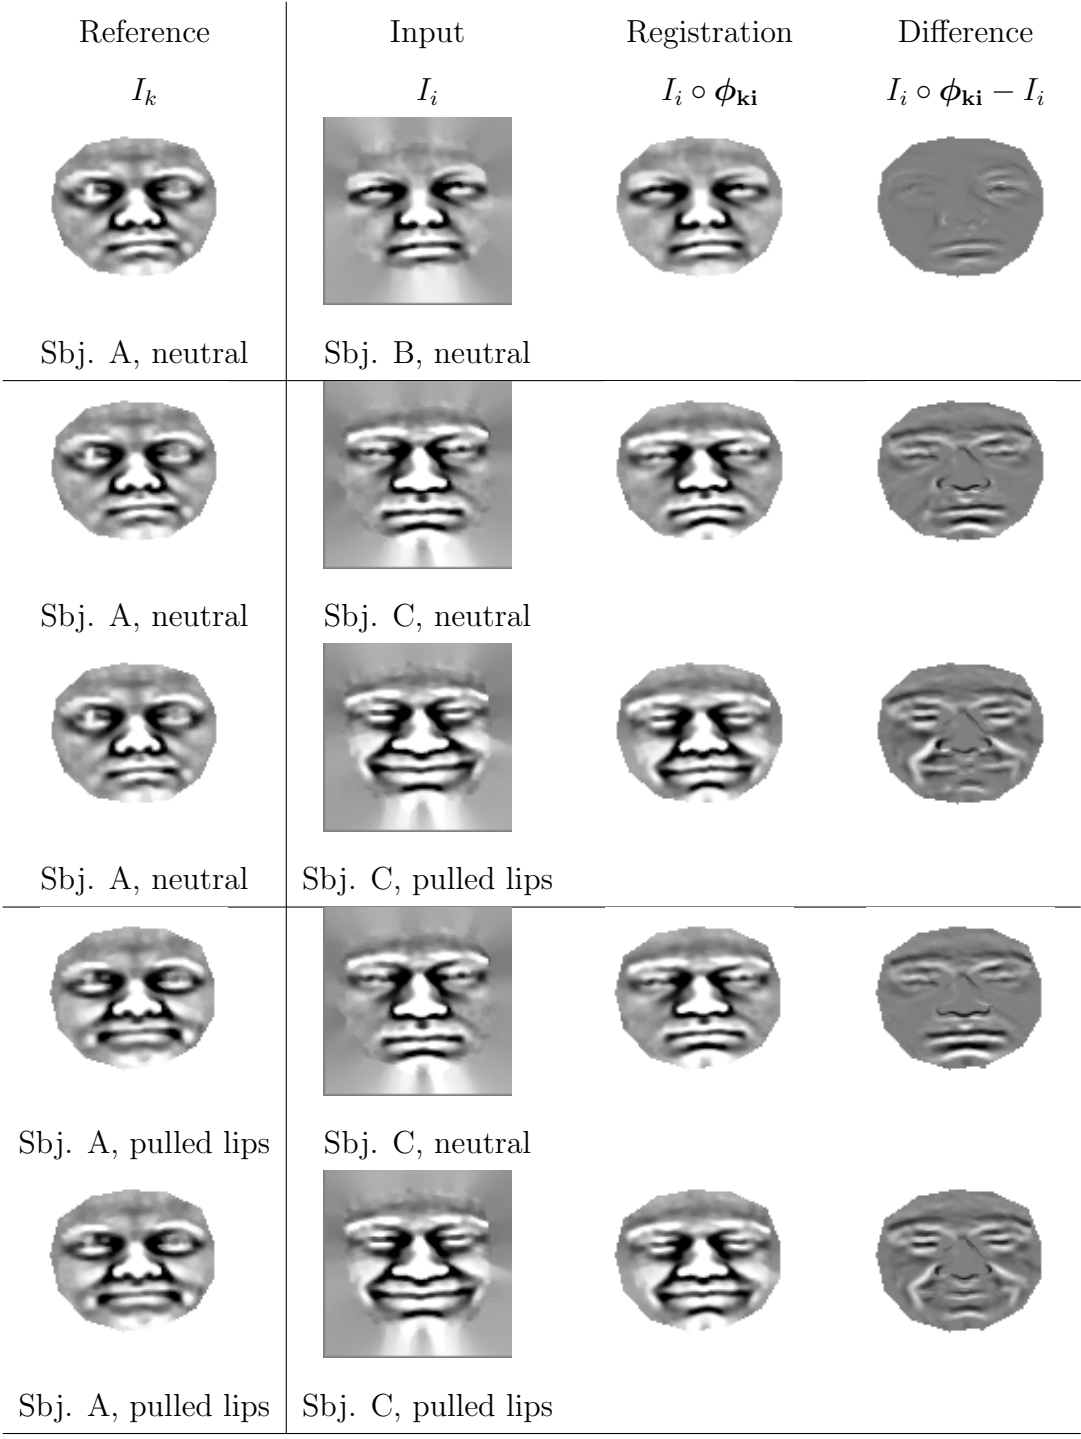 Reference Input Registration Difference
I_k I_i I_i ∘ ϕ_ki I_i ∘ ϕ_ki − I_i
Sbj. A, neutral Sbj. B, neutral
Sbj. A, neutral Sbj. C, neutral
Sbj. A, neutral Sbj. C, pulled lips
Sbj. A, pulled lips Sbj. C, neutral
Sbj. A, pulled lips Sbj. C, pulled lips